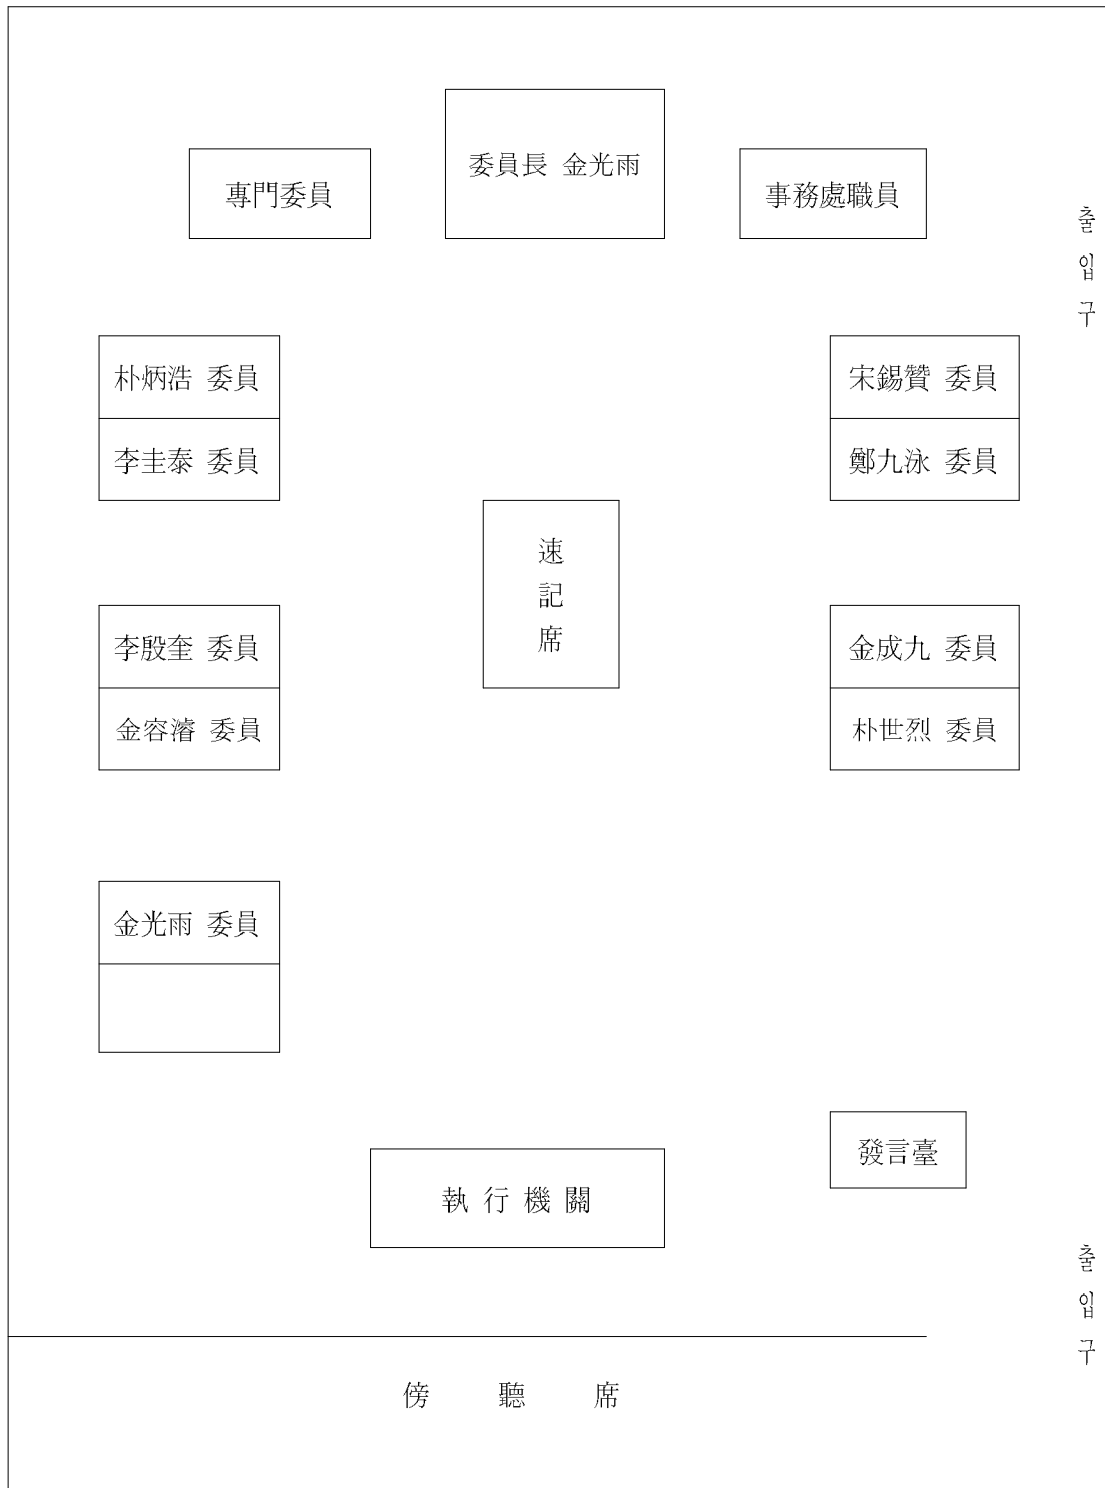 委員長 金光雨
專門委員
事務處職員
출
입
구
朴炳浩 委員
李圭泰 委員
宋錫贊 委員
鄭九泳 委員
速
記
席
李殷奎 委員
金容濬 委員
金成九 委員
朴世烈 委員
金光雨 委員
發言臺
執 行 機 關
출
입
구
傍 聽 席